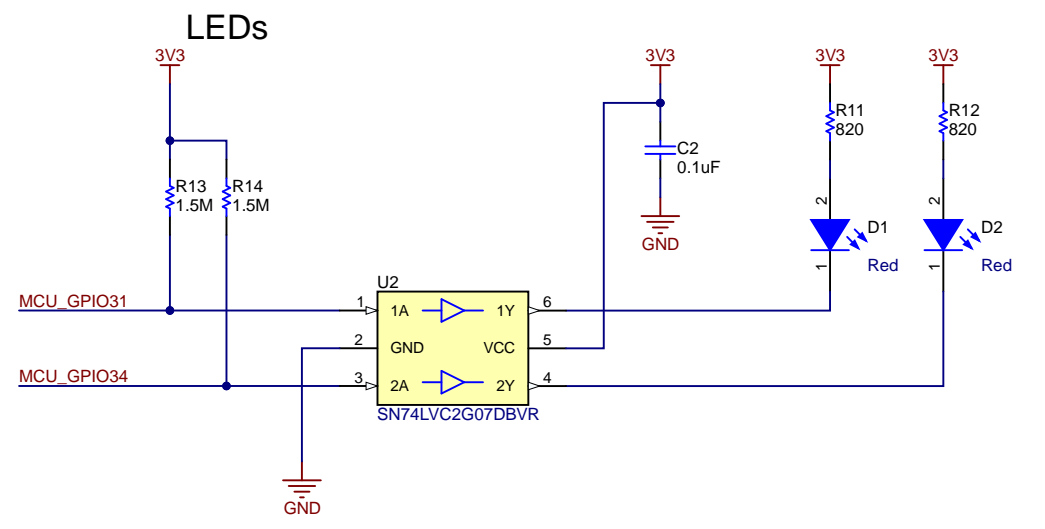 LEDs
3V3
3V3
3V3
3V3
R11
820
R12
820
C2
0.1uF
R13
1.5M
R14
1.5M
2
2
GND
D1
Red
D2
Red
1
1
U2
MCU_GPIO31
1
1A
1Y
6
2
GND
VCC
5
MCU_GPIO34
3
2A
2Y
4
SN74LVC2G07DBVR
GND